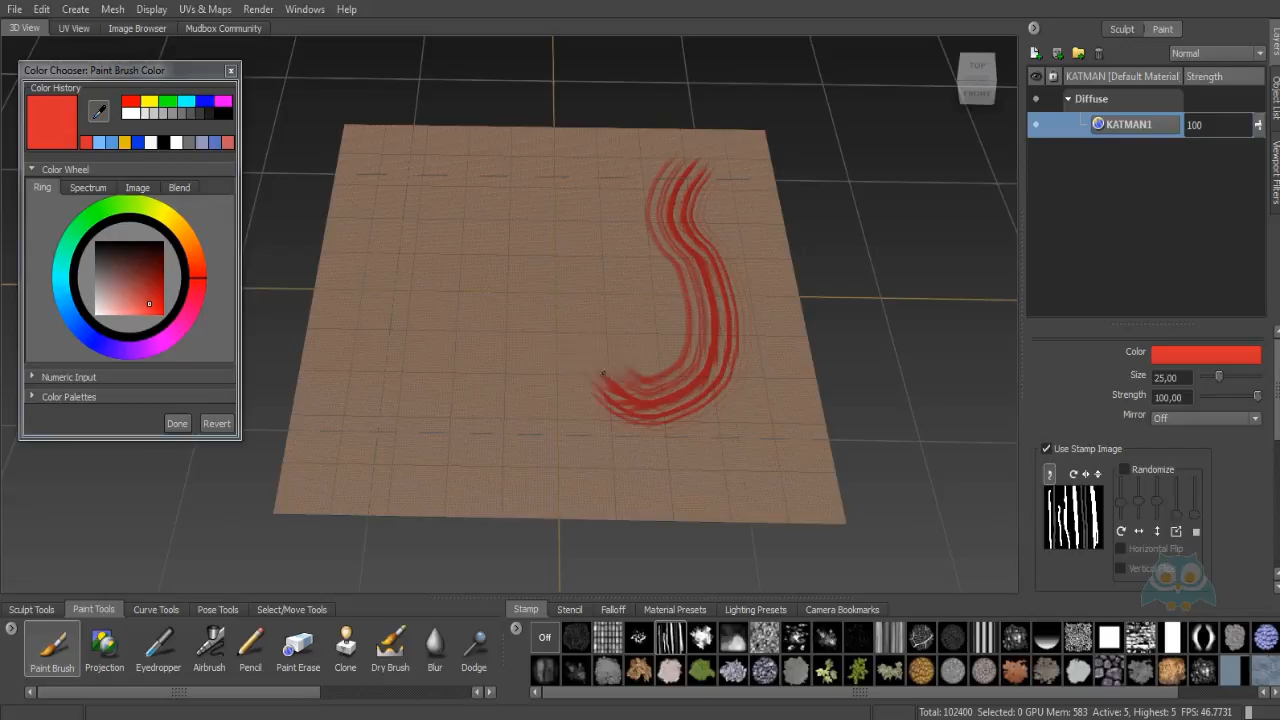 File Edit Create Mesh Display UVs & Maps Render Windows Help
3D View UV View Image Browser Mudbox Community
Sculpt Paint
Color Chooser: Paint Brush Color x
Color History
Color Wheel
Ring Spectrum Image Blend
Numeric Input
Color Palettes
Done Revert
TOP
FRONT
Normal
KATMAN [Default Material Strength
Diffuse
KATMAN1 100
Layers
Object List
Viewport Filters
Color
Size 25,00
Strength 100,00
Mirror Off
Use Stamp Image
Randomize
Horizontal Flip
Sculpt Tools Paint Tools Curve Tools Pose Tools Select/Move Tools
Paint Brush Projection Eyedropper Airbrush Pencil Paint Erase Clone Dry Brush Blur Dodge
Stamp Stencil Falloff Material Presets Lighting Presets Camera Bookmarks
Off
Total: 102400 Selected: 0 GPU Mem: 583 Active: 5, Highest: 5 FPS: 46.7731